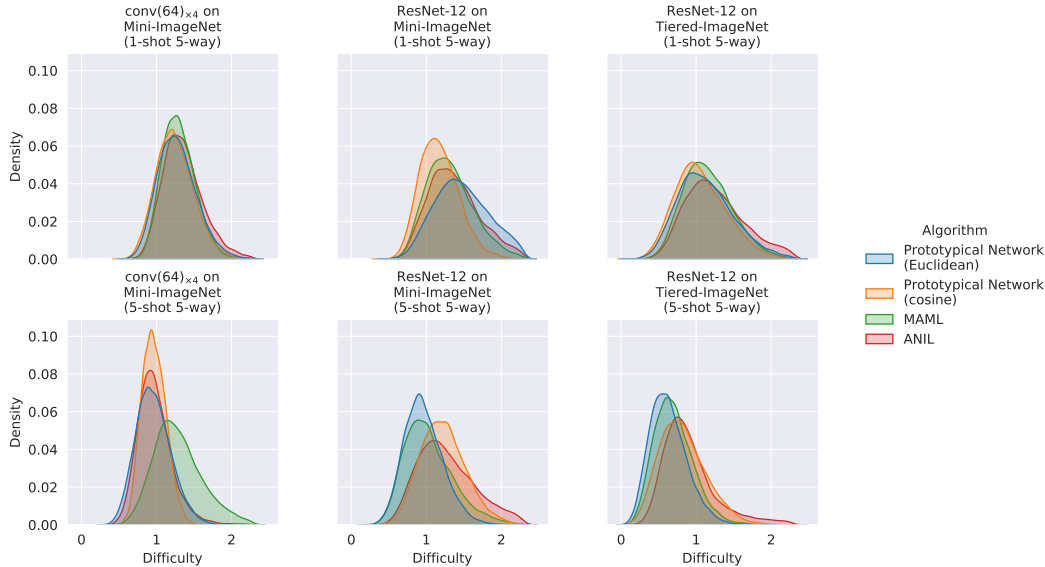 conv(64)×4 on
Mini-ImageNet
(1-shot 5-way)
ResNet-12 on
Mini-ImageNet
(1-shot 5-way)
ResNet-12 on
Tiered-ImageNet
(1-shot 5-way)
0.10
0.08
0.06
0.04
0.02
0.00
Density
conv(64)×4 on
Mini-ImageNet
(5-shot 5-way)
ResNet-12 on
Mini-ImageNet
(5-shot 5-way)
ResNet-12 on
Tiered-ImageNet
(5-shot 5-way)
0.10
0.08
0.06
0.04
0.02
0.00
Density
0 1 2
Difficulty
0 1 2
Difficulty
0 1 2
Difficulty
Algorithm
Prototypical Network
(Euclidean)
Prototypical Network
(cosine)
MAML
ANIL